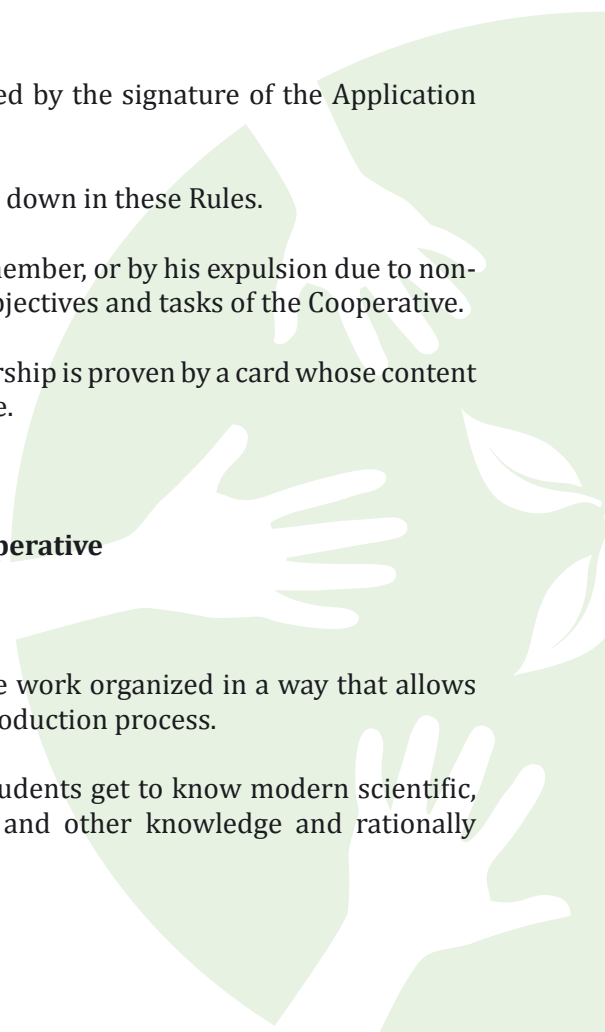 ed by the signature of the Application
down in these Rules.
ember, or by his expulsion due to non-
bjectives and tasks of the Cooperative.
rship is proven by a card whose content
e.
perative
e work organized in a way that allows
oduction process.
udents get to know modern scientific,
and other knowledge and rationally